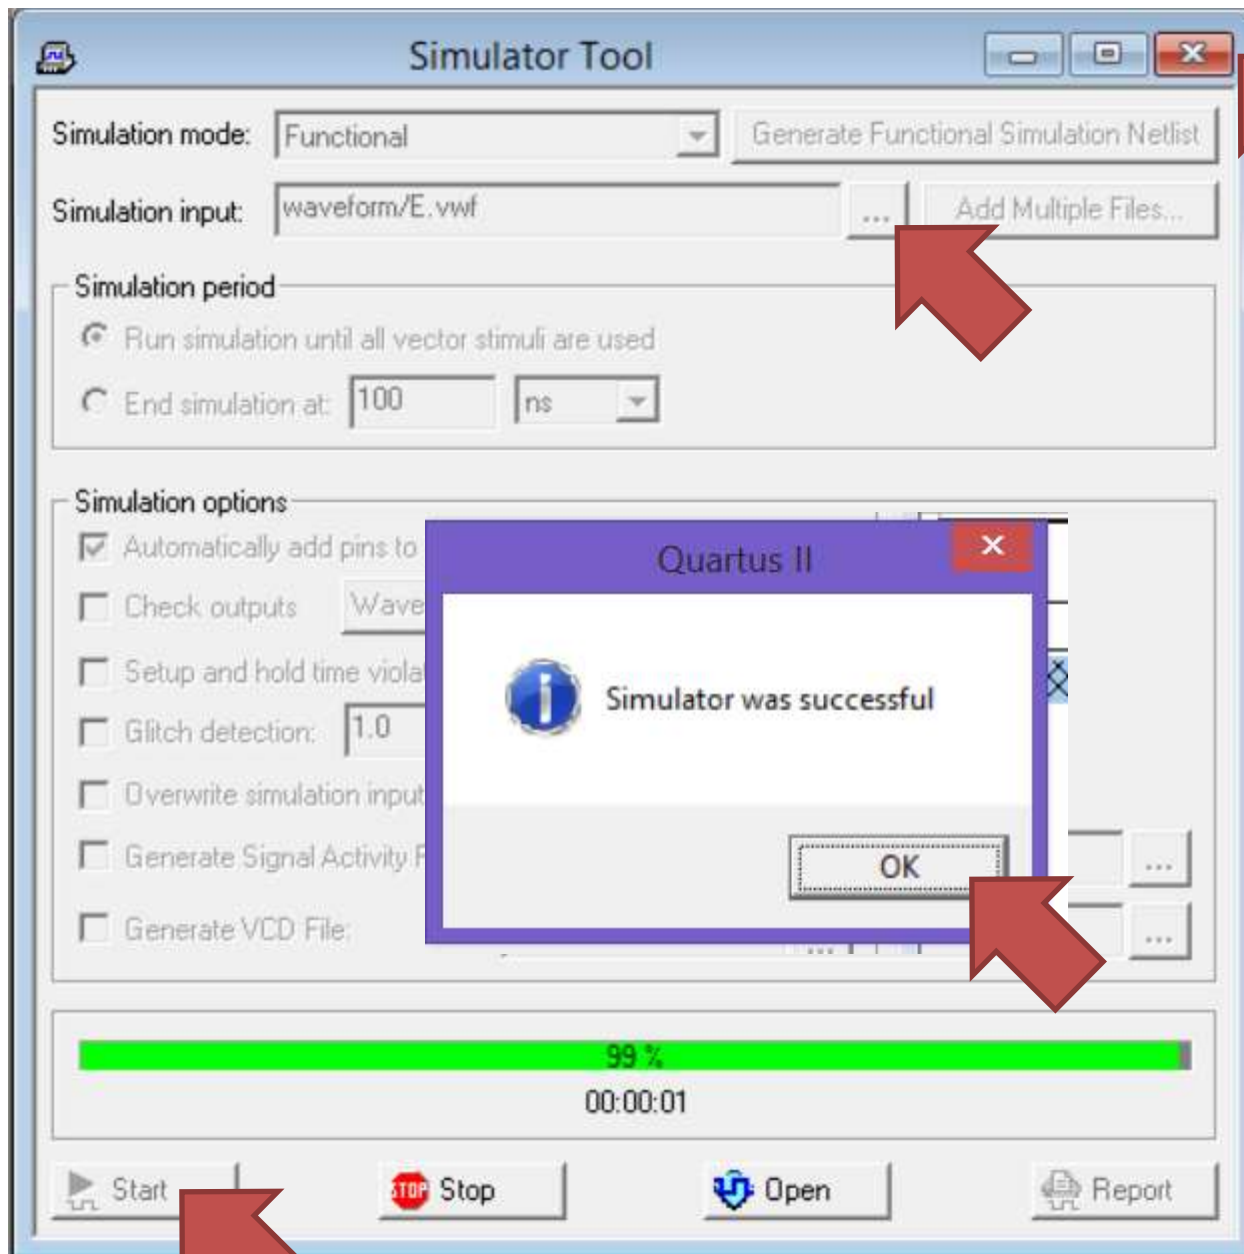 Simulator Tool
Simulation mode: Functional Generate Functional Simulation Netlist
Simulation input: waveform/E.vwf ... Add Multiple Files...
Simulation period
Run simulation until all vector stimuli are used
End simulation at: 100 ns
Simulation options
Automatically add pins to
Check outputs Wave
Setup and hold time viola
Glitch detection: 1.0
Overwrite simulation input
Generate Signal Activity F
...
Generate VCD File:
... ...
Quartus II
Simulator was successful
OK
99 %
00:00:01
Start STOP Stop Open Report